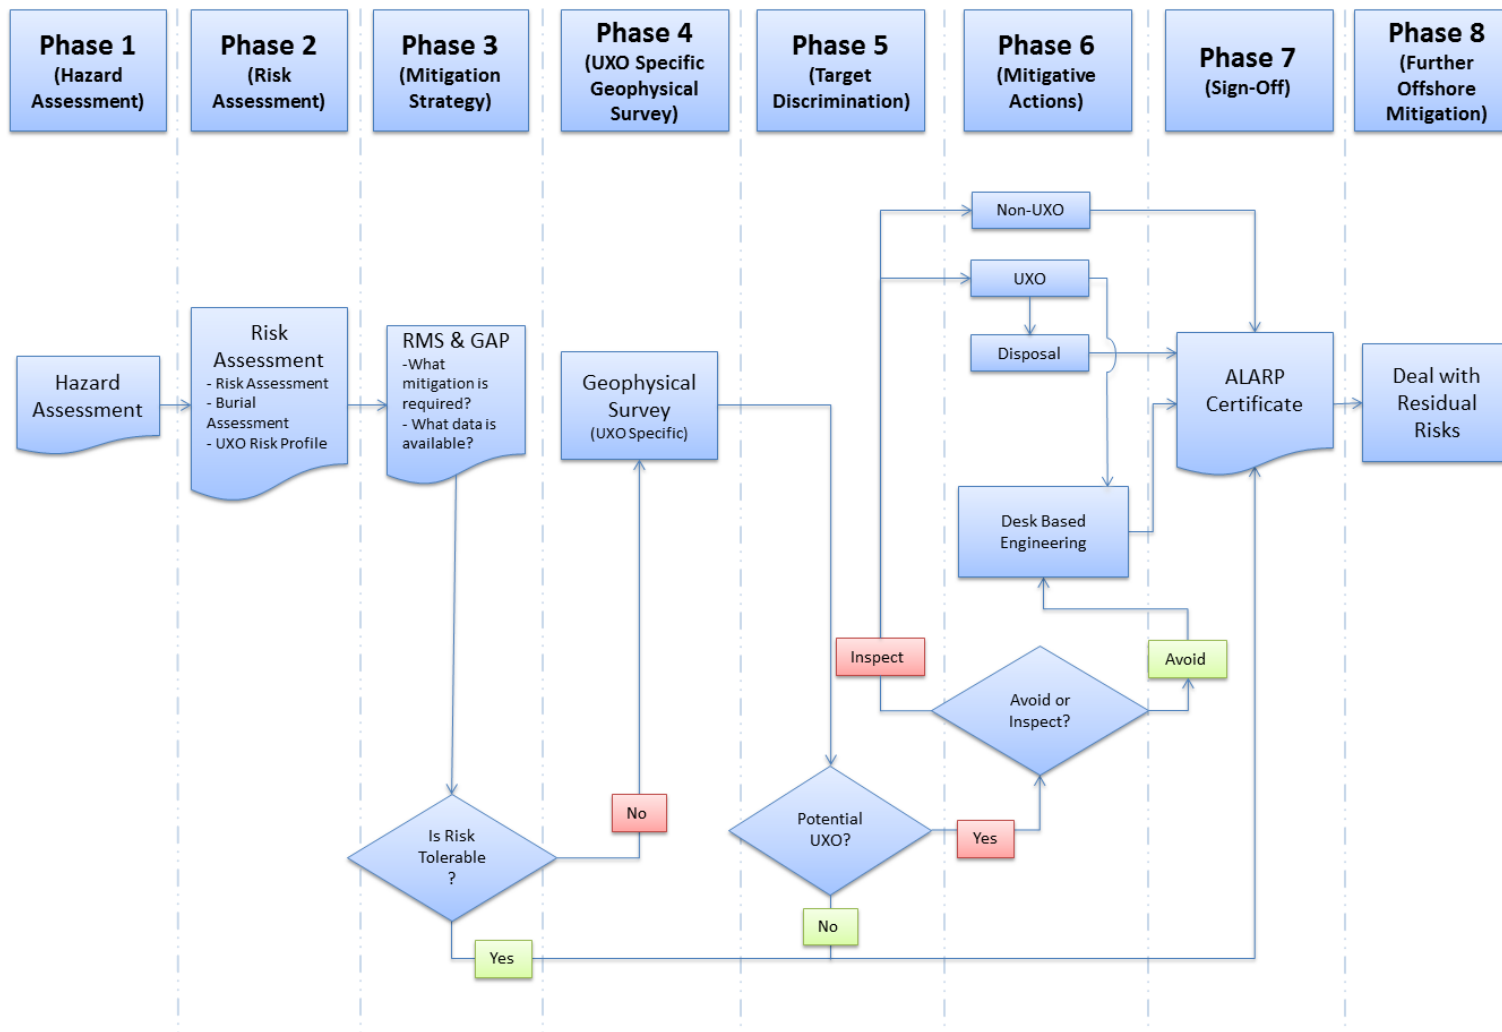 Phase 1
(Hazard
Assessment)
Phase 2
(Risk
Assessment)
Phase 3
(Mitigation
Strategy)
Phase 4
(UXO Specific
Geophysical
Survey)
Phase 5
(Target
Discrimination)
Phase 6
(Mitigative
Actions)
Phase 7
(Sign-Off)
Phase 8
(Further
Offshore
Mitigation)
Hazard
Assessment
Risk
Assessment
- Risk Assessment
- Burial
Assessment
- UXO Risk Profile
RMS & GAP
-What
mitigation is
required?
- What data is
available?
Geophysical
Survey
(UXO Specific)
Non-UXO
UXO
Disposal
ALARP
Certificate
Deal with
Residual
Risks
Desk Based
Engineering
Inspect
Avoid
Avoid or
Inspect?
No
Is Risk
Tolerable
?
Potential
UXO?
Yes
No
Yes